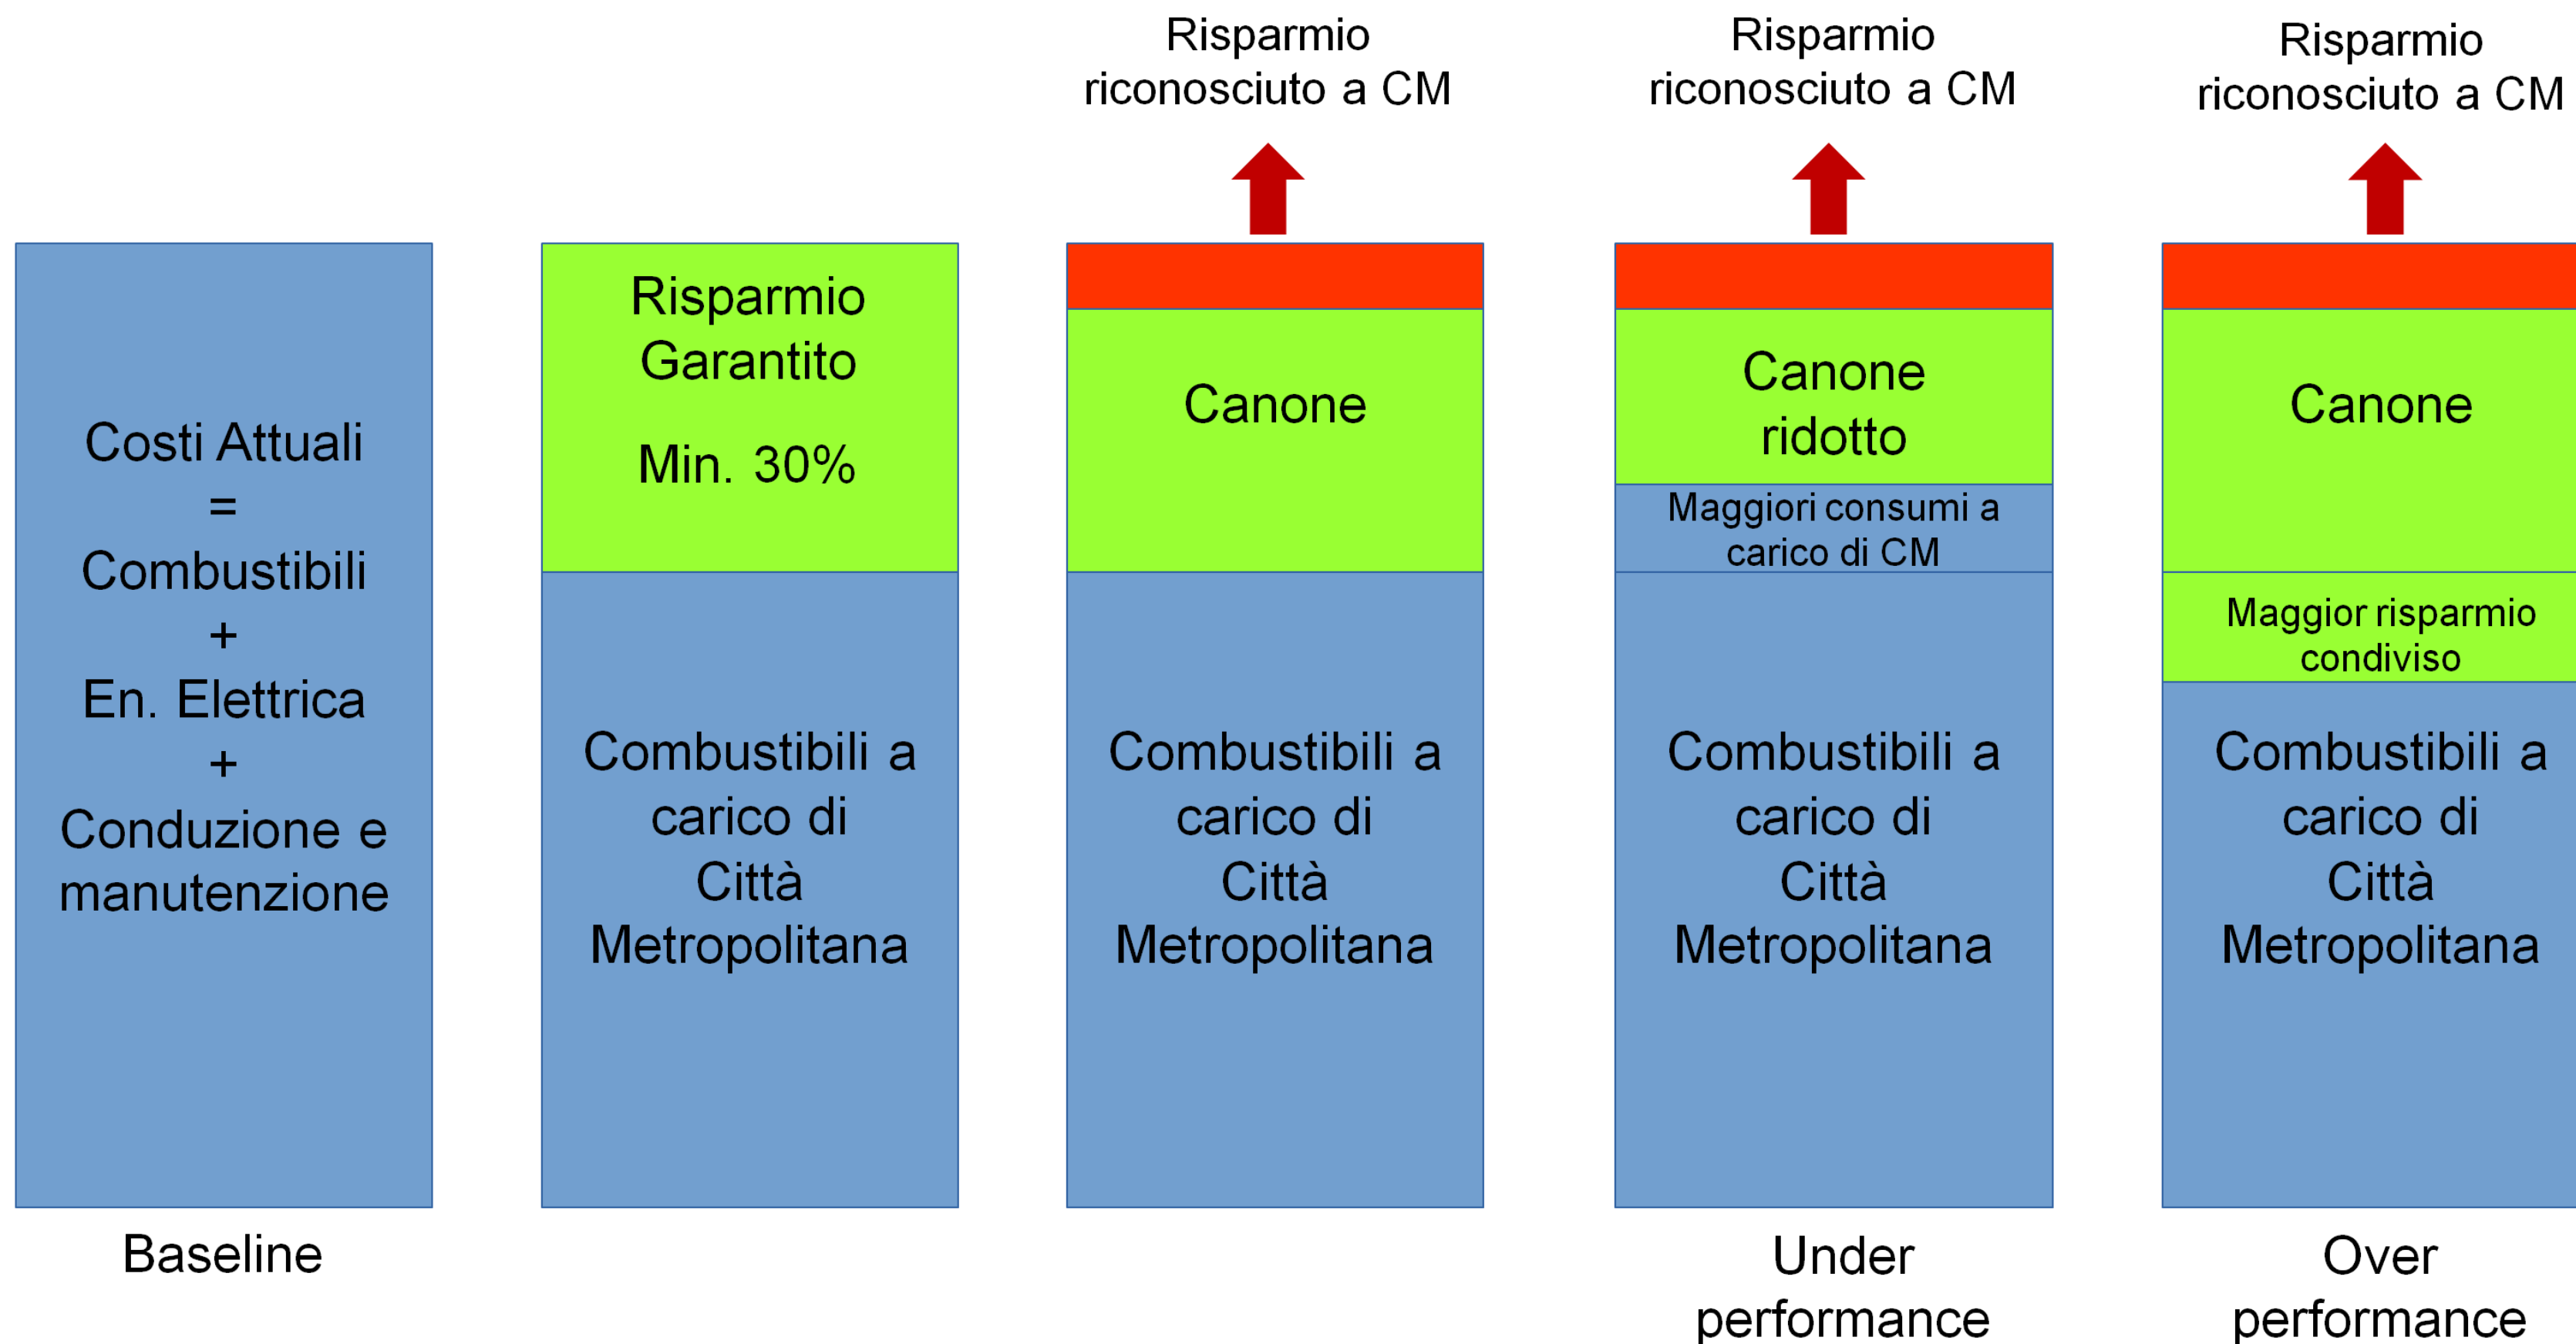 Costi Attuali
=
Combustibili
+
En. Elettrica
+
Conduzione e
manutenzione
Baseline
Risparmio
Garantito
Min. 30%
Combustibili a
carico di
Città
Metropolitana
Risparmio
riconosciuto a CM
Canone
Combustibili a
carico di
Città
Metropolitana
Risparmio
riconosciuto a CM
Canone
ridotto
Maggiori consumi a
carico di CM
Combustibili a
carico di
Città
Metropolitana
Under
performance
Risparmio
riconosciuto a CM
Canone
Maggior risparmio
condiviso
Combustibili a
carico di
Città
Metropolitana
Over
performance